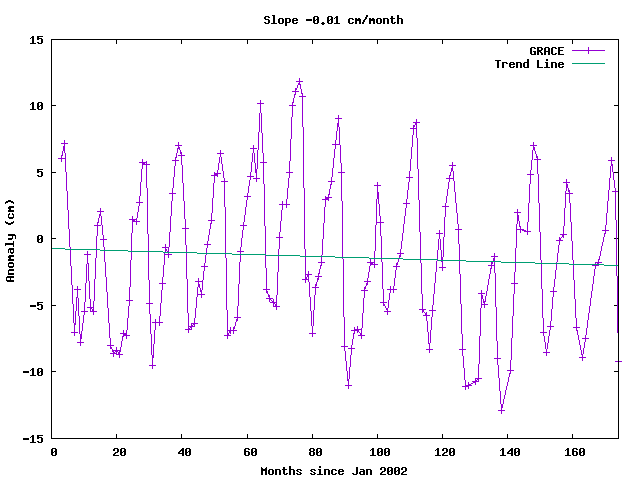 Slope -0.01 cm/month
GRACE
Trend Line
15
10
5
0
-5
-10
-15
Anomaly (cm)
0 20 40 60 80 100 120 140 160
Months since Jan 2002